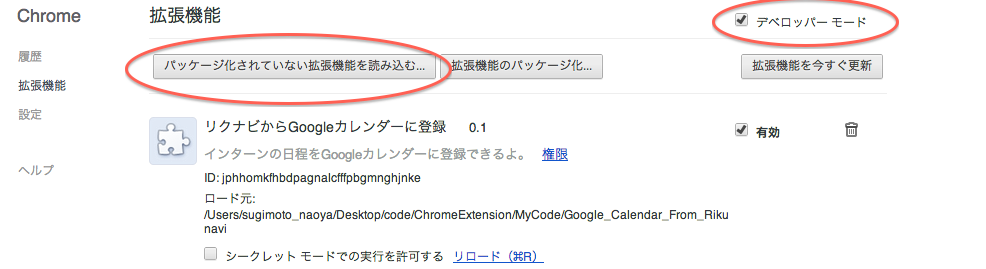 Chrome
拡張機能
デベロッパー モード
履歴
拡張機能
設定
ヘルプ
パッケージ化されていない拡張機能を読み込む...
拡張機能のパッケージ化...
拡張機能を今すぐ更新
リクナビからGoogleカレンダーに登録 0.1
有効
インターンの日程をGoogleカレンダーに登録できるよ。 権限
ID: jphhomkfhbdpagnalcfffpbgmnghjnke
ロード元:
/Users/sugimoto_naoya/Desktop/code/ChromeExtension/MyCode/Google_Calendar_From_Riku
navi
シークレット モードでの実行を許可する リロード（⌘R）